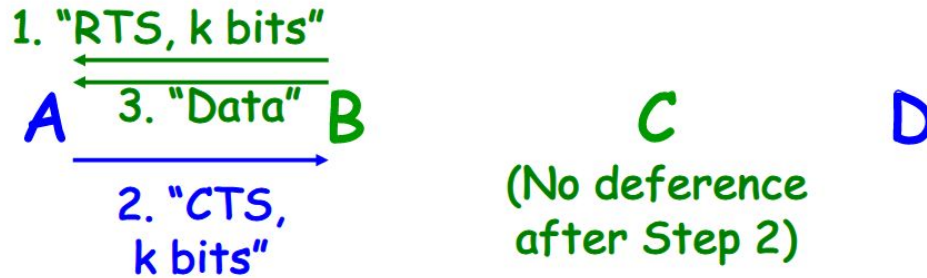 1. “RTS, k bits”
A 3. “Data” B C D
2. “CTS,
k bits”
(No deference
after Step 2)